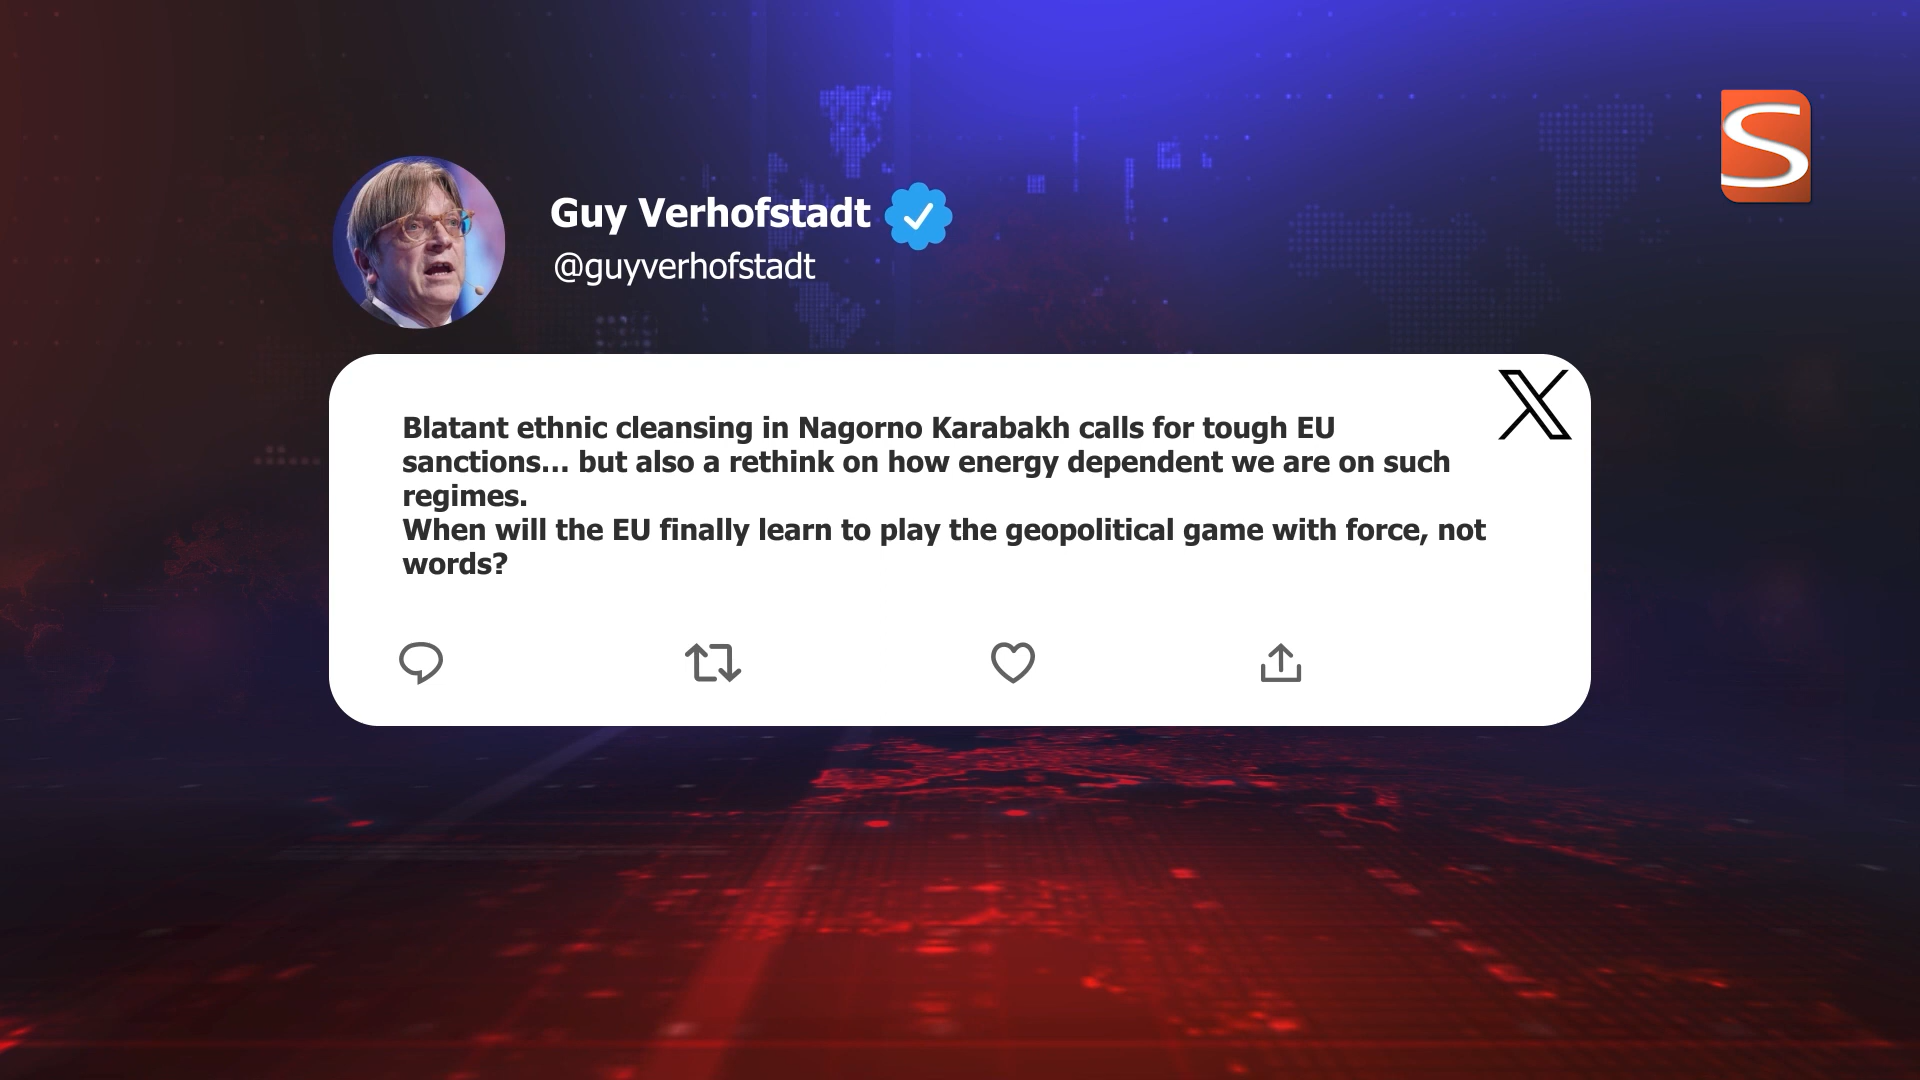 Guy Verhofstadt
@guyverhofstadt
S
X
Blatant ethnic cleansing in Nagorno Karabakh calls for tough EU
sanctions... but also a rethink on how energy dependent we are on such
regimes.
When will the EU finally learn to play the geopolitical game with force, not
words?